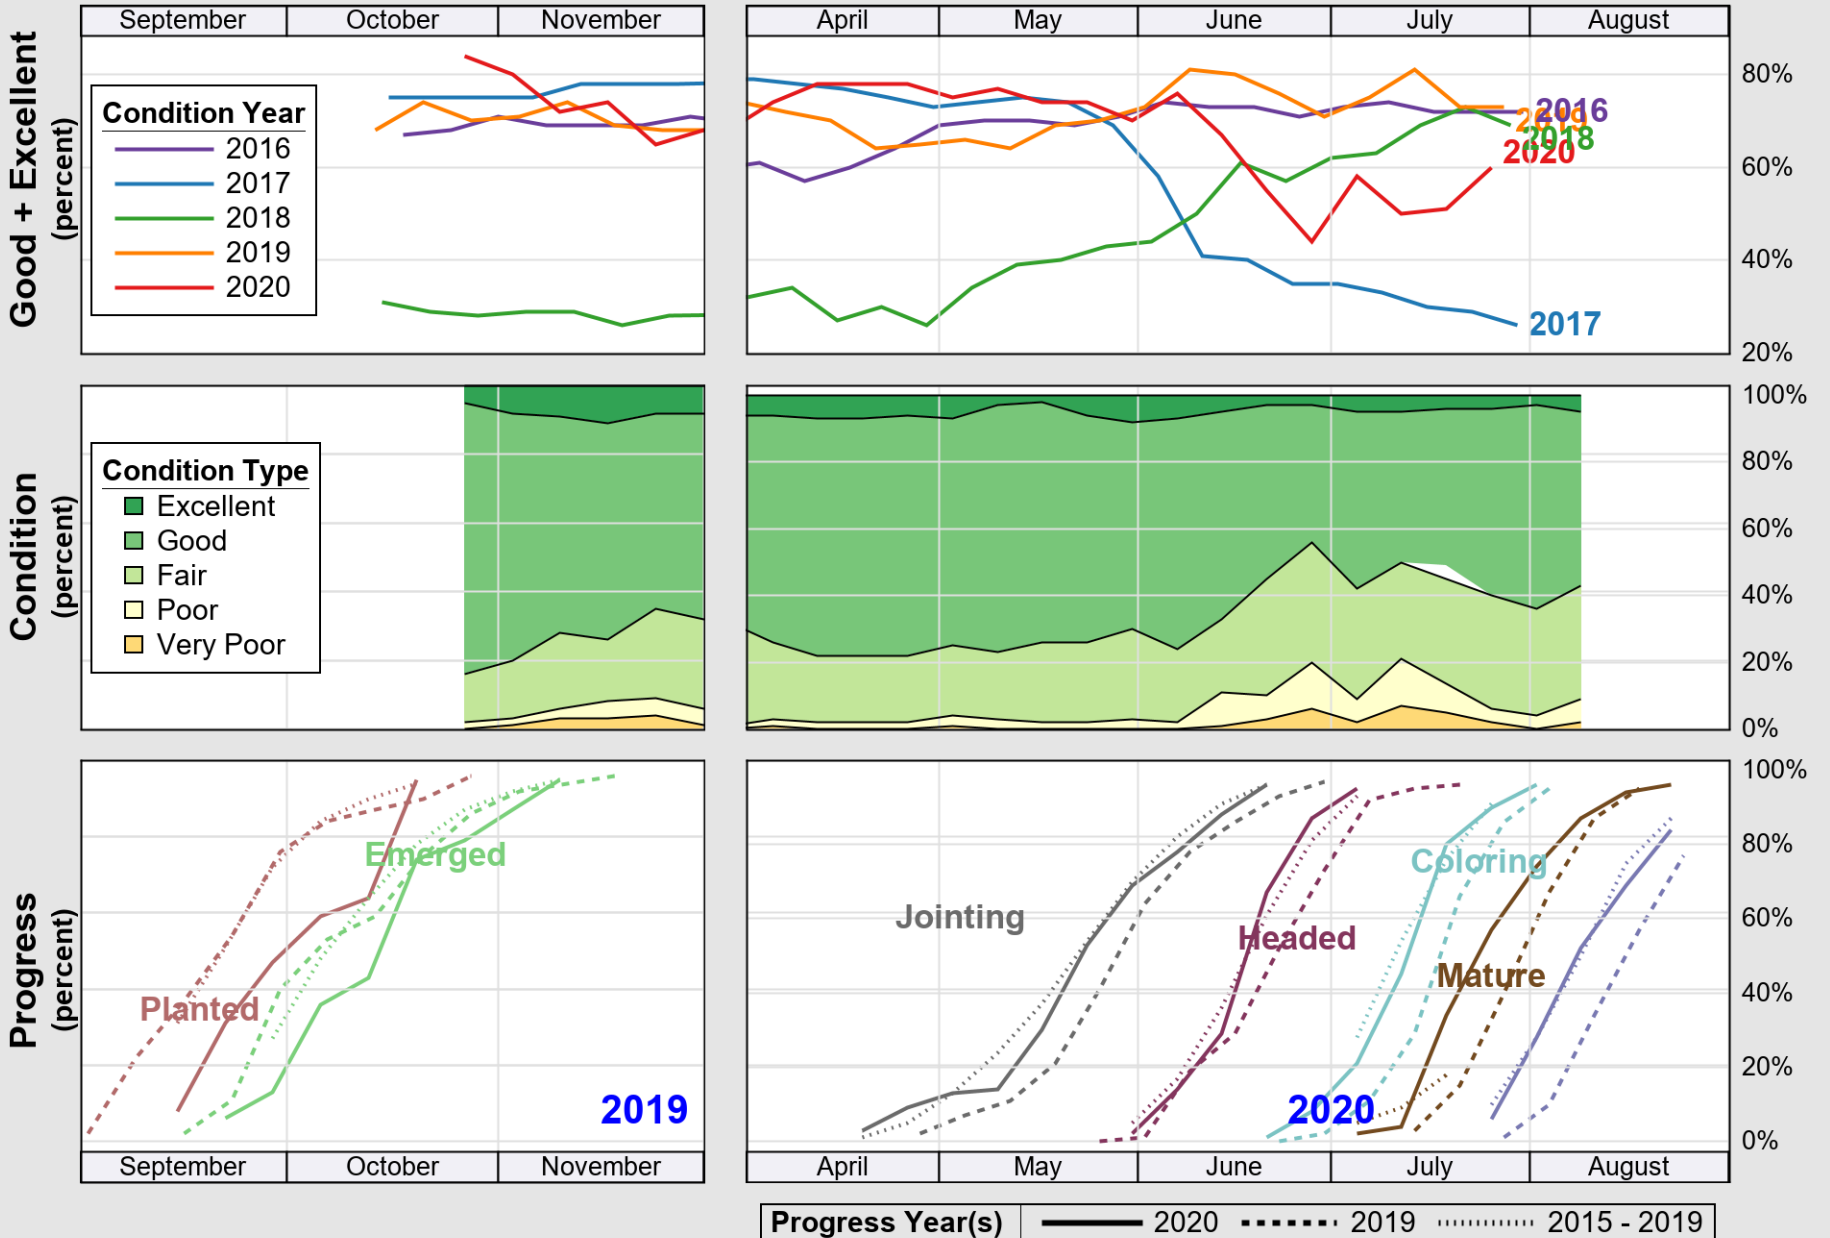 September October November April May June July August
Good + Excellent
(percent)
Condition Year
2016
2017
2018
2019
2020
80%
60%
40%
20%
2016
2019
2018
2020
2017
Condition
(percent)
Condition Type
Excellent
Good
Fair
Poor
Very Poor
100%
80%
60%
40%
20%
0%
Progress
(percent)
Planted
Emerged
2019
Jointing
Headed
Coloring
Mature
2020
100%
80%
60%
40%
20%
0%
September October November April May June July August
Progress Year(s) 2020 2019 2015 - 2019